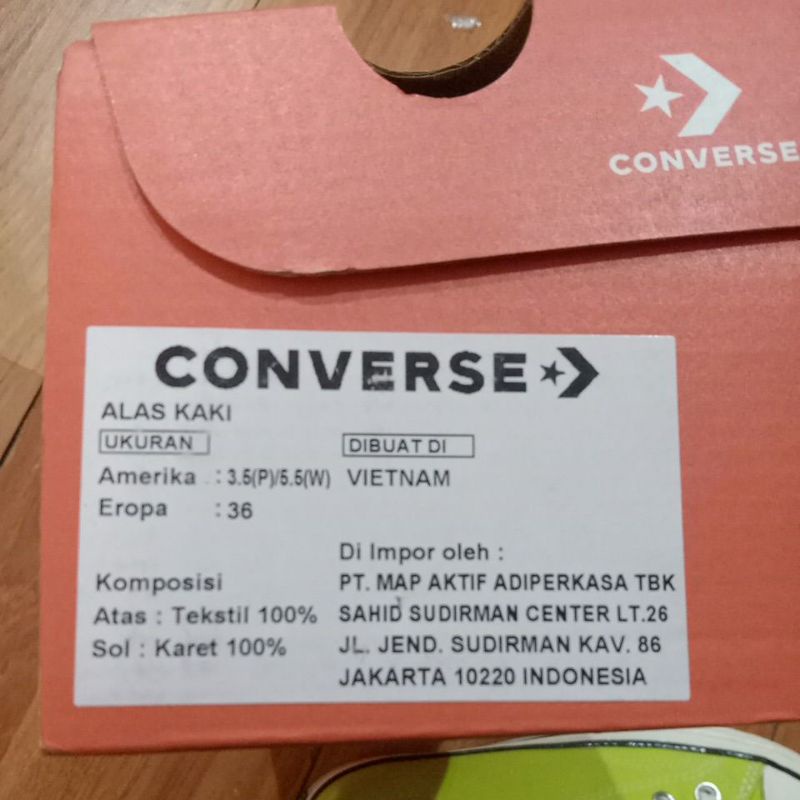 CONVERSE
CONVERSE
ALAS KAKI
UKURAN
DIBUAT DI
Amerika : 3.5(P)/5.5(W) VIETNAM
Eropa : 36
Di Impor oleh :
Komposisi PT. MAP AKTIF ADIPERKASA TBK
Atas : Tekstil 100% SAHID SUDIRMAN CENTER LT.26
Sol : Karet 100% JL. JEND. SUDIRMAN KAV. 86
JAKARTA 10220 INDONESIA